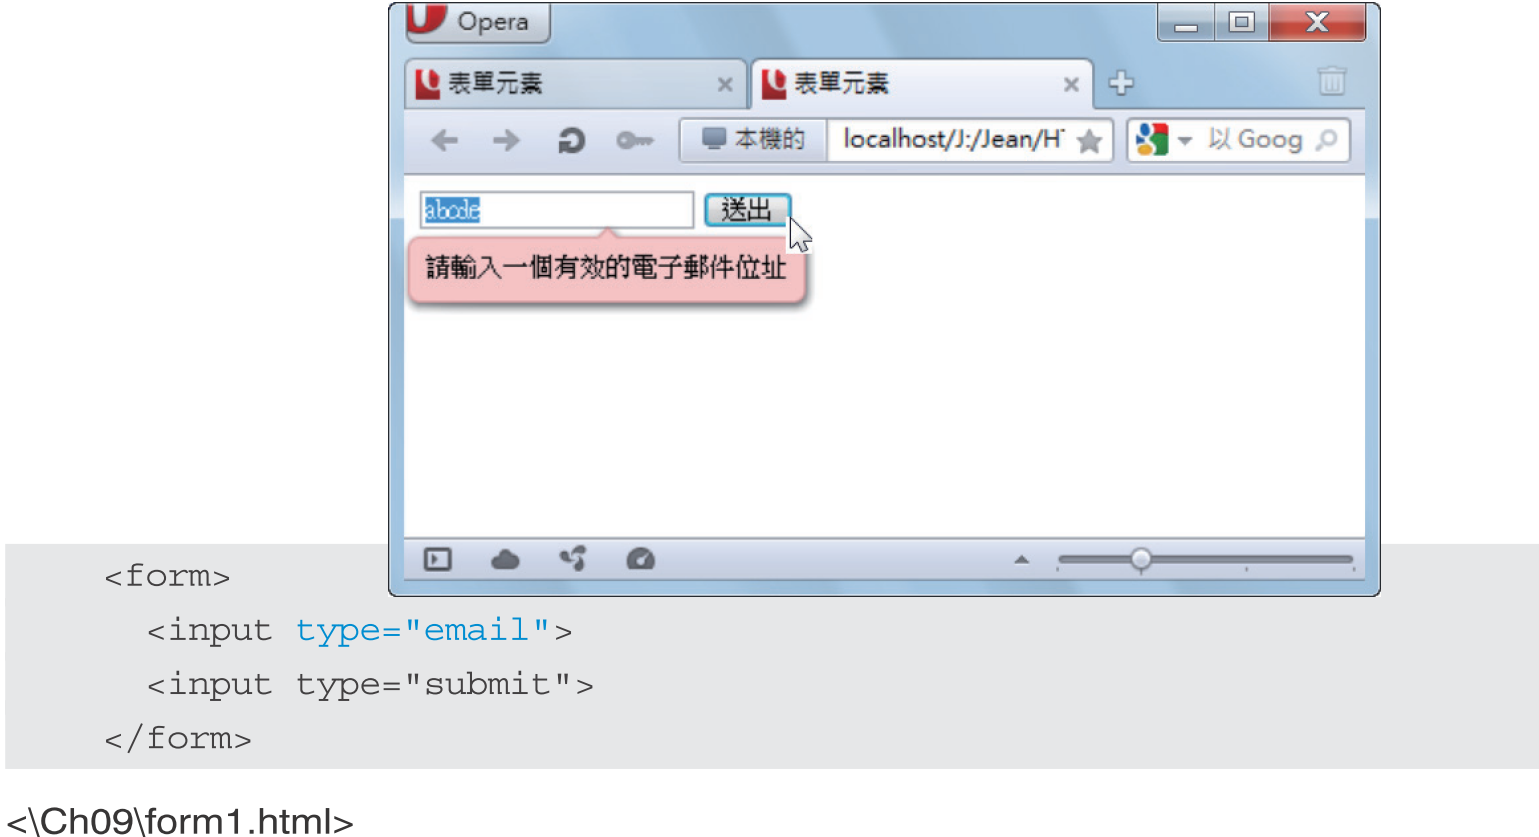 Opera
表單元素 表單元素
本機的 localhost/J:/Jean/H 以 Goog
abcde 送出
請輸入一個有效的電子郵件位址
<form>
<input type="email">
<input type="submit">
</form>
<\Ch09\form1.html>